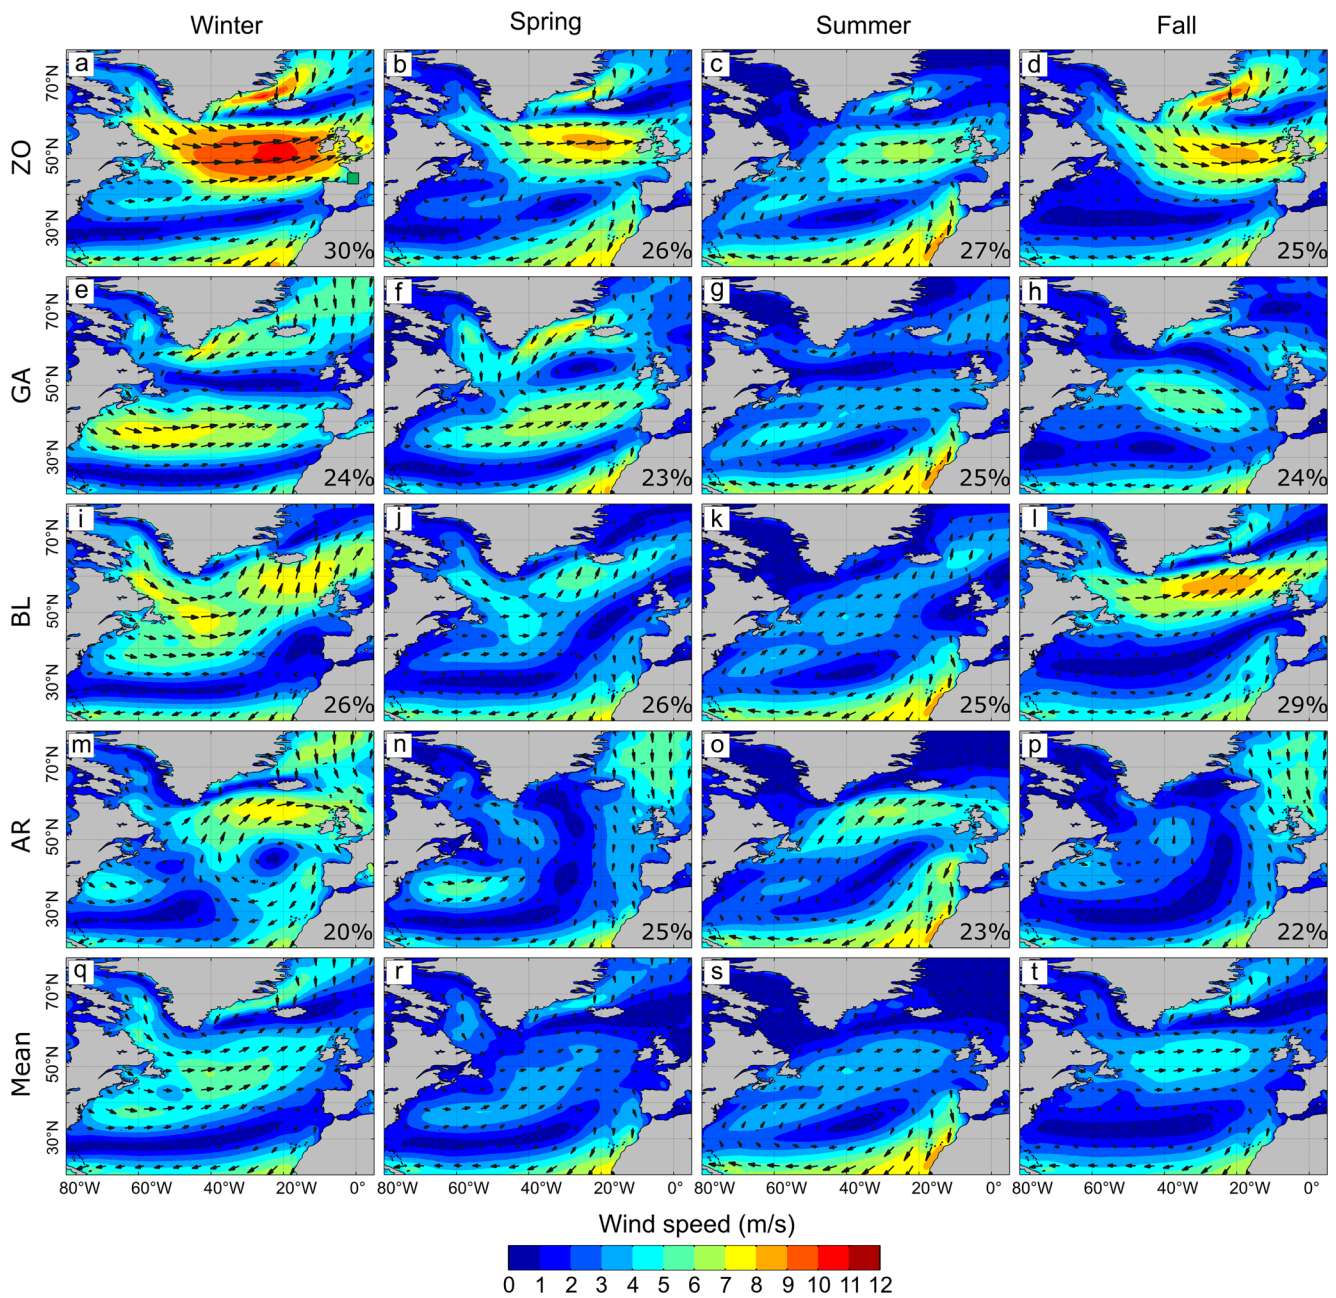 Winter Spring Summer Fall
a b c d
70°N
ZO
50°N
30°N
30% 26% 27% 25%
e f g h
70°N
GA
50°N
30°N
24% 23% 25% 24%
i j k l
70°N
BL
50°N
30°N
26% 26% 25% 29%
m n o p
70°N
AR
50°N
30°N
20% 25% 23% 22%
q r s t
70°N
Mean
50°N
30°N
80°W 60°W 40°W 20°W 0° 80°W 60°W 40°W 20°W 0° 80°W 60°W 40°W 20°W 0° 80°W 60°W 40°W 20°W 0°
Wind speed (m/s)
0 1 2 3 4 5 6 7 8 9 10 11 12